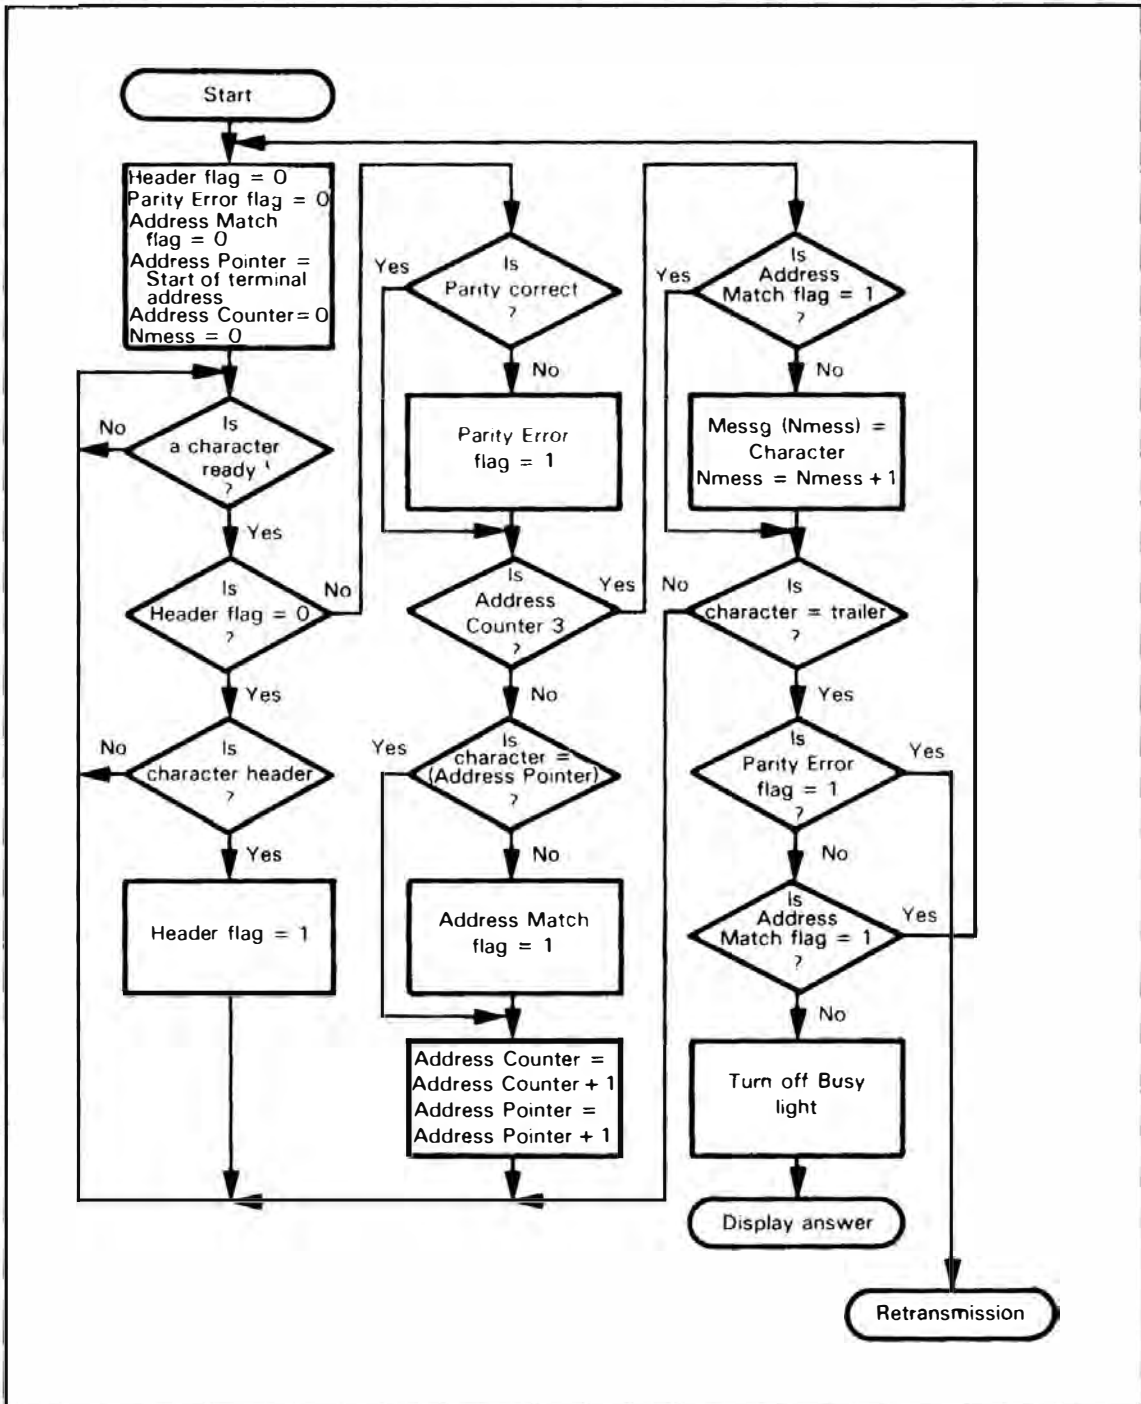 Start
Header flag = 0
Parity Error flag = 0
Address Match
flag = 0
Address Pointer =
Start of terminal
address
Address Counter = 0
Nmess = 0
Is
a character
ready '
?
No
Yes
Is
Header flag = 0
?
No
Yes
Is
character header
?
No
Yes
Header flag = 1
Is
Parity correct
?
Yes
No
Parity Error
flag = 1
Is
Address
Counter 3
?
Yes
No
Is
character =
(Address Pointer)
?
Yes
No
Address Match
flag = 1
Address Counter =
Address Counter + 1
Address Pointer =
Address Pointer + 1
Is
Address
Match flag = 1
?
Yes
No
Messg (Nmess) =
Character
Nmess = Nmess + 1
Is
character = trailer
?
No
Yes
Is
Parity Error
flag = 1
?
Yes
No
Is
Address
Match flag = 1
?
Yes
No
Turn off Busy
light
Display answer
Retransmission